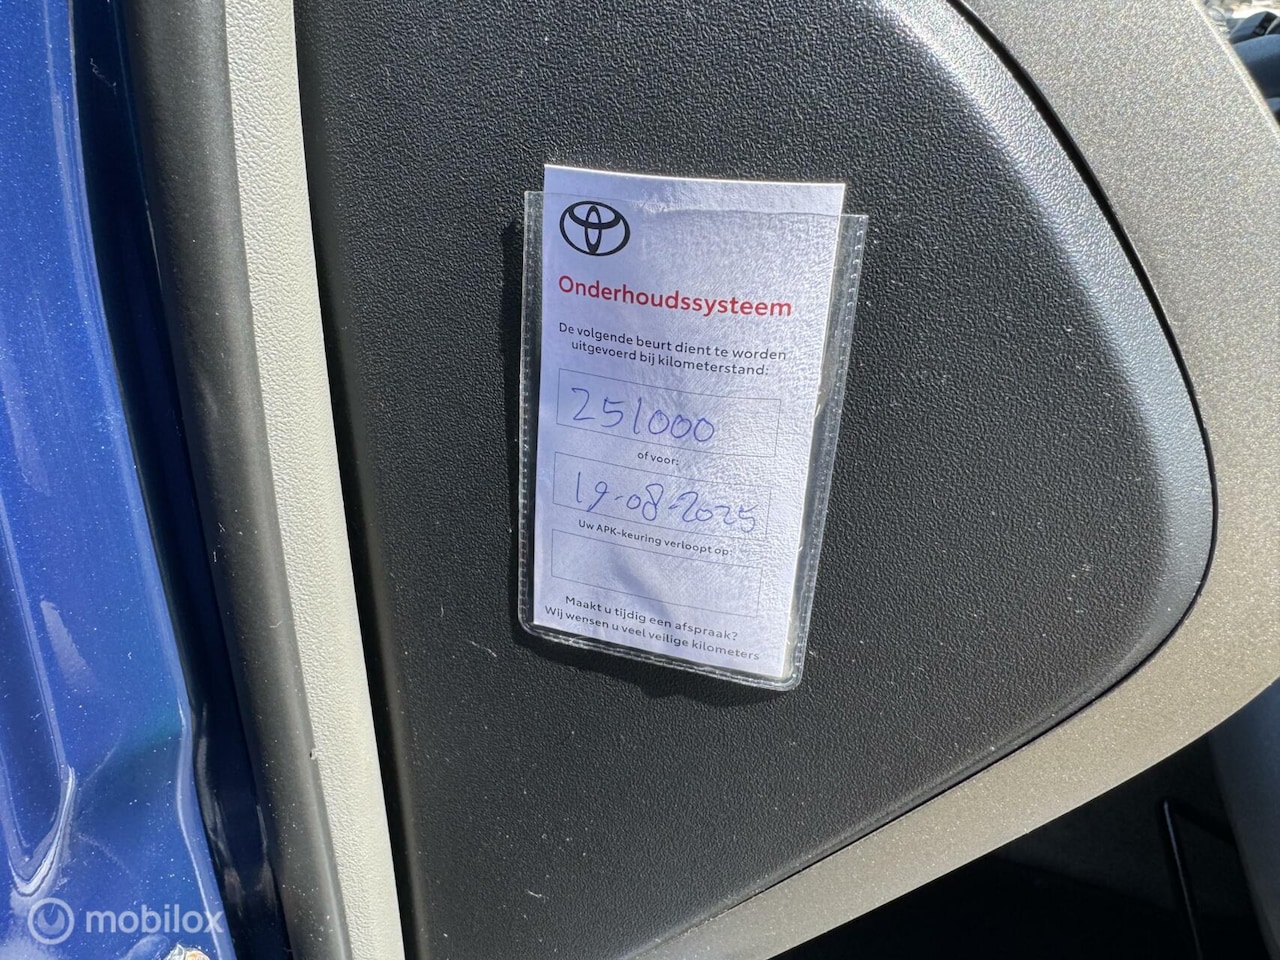 Onderhoudssysteem
De volgende beurt dient te worden
uitgevoerd bij kilometerstand:
251000
of voor:
19-08-2025
Uw APK-keuring verloopt op:
Maakt u tijdig een afspraak?
Wij wensen u veel veilige kilometers
mobilox